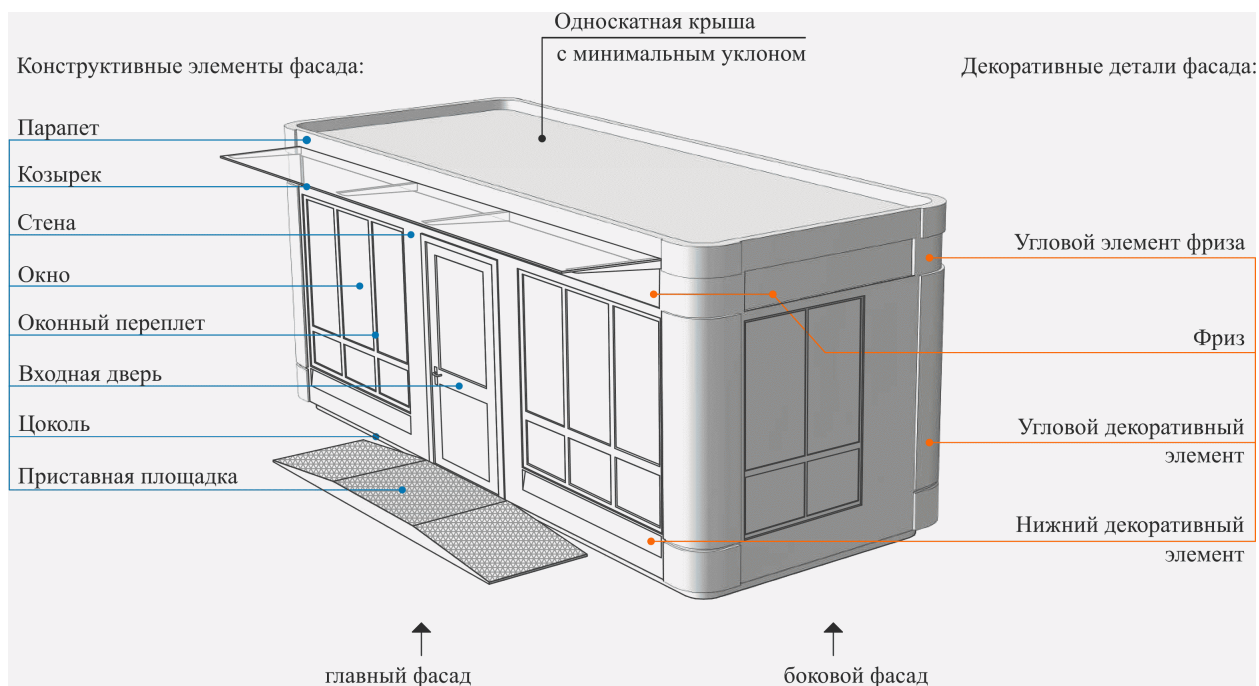 Односкатная крыша
с минимальным уклоном
Конструктивные элементы фасада:
Парапет
Козырек
Стена
Окно
Оконный переплет
Входная дверь
Цоколь
Приставная площадка
Декоративные детали фасада:
Угловой элемент фриза
Фриз
Угловой декоративный
элемент
Нижний декоративный
элемент
главный фасад
боковой фасад